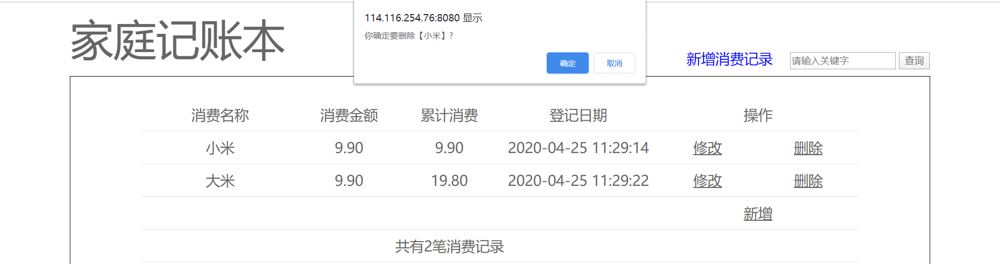 114.116.254.76:8080 显示
你确定要删除【小米】?
确定 取消
家庭记账本
新增消费记录 请输入关键字 查询
消费名称 消费金额 累计消费 登记日期 操作
小米 9.90 9.90 2020-04-25 11:29:14 修改 删除
大米 9.90 19.80 2020-04-25 11:29:22 修改 删除
新增
共有2笔消费记录